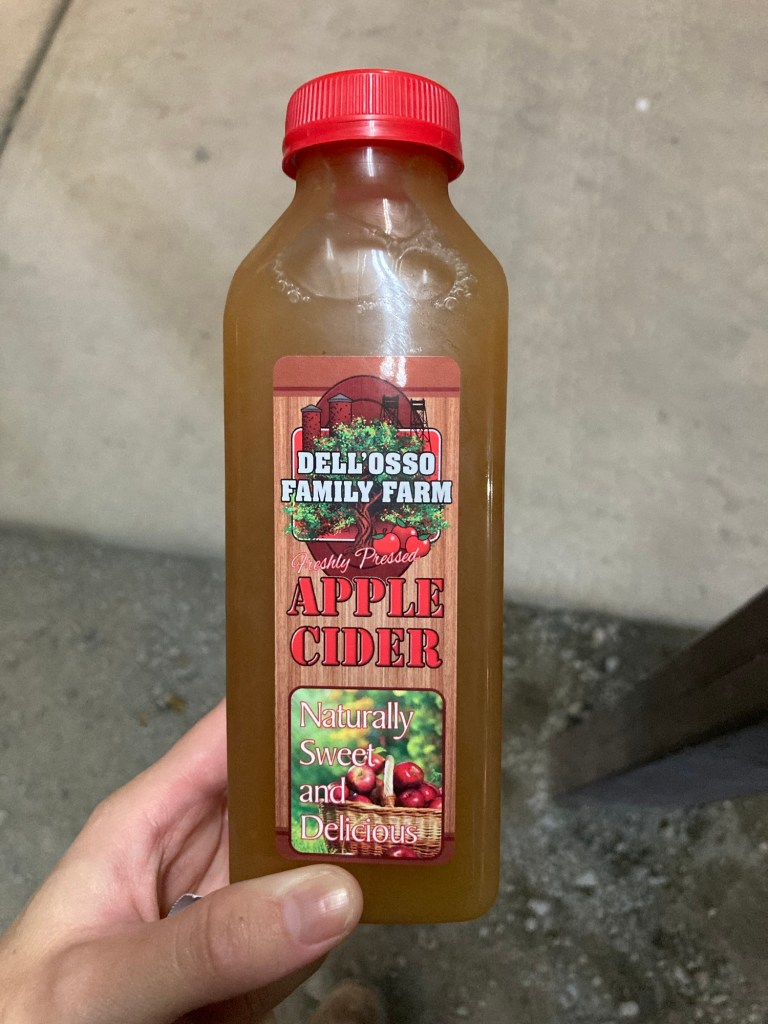 DELL'OSSO
FAMILY FARM
Freshly Pressed
APPLE
CIDER
Naturally
Sweet
and
Delicious